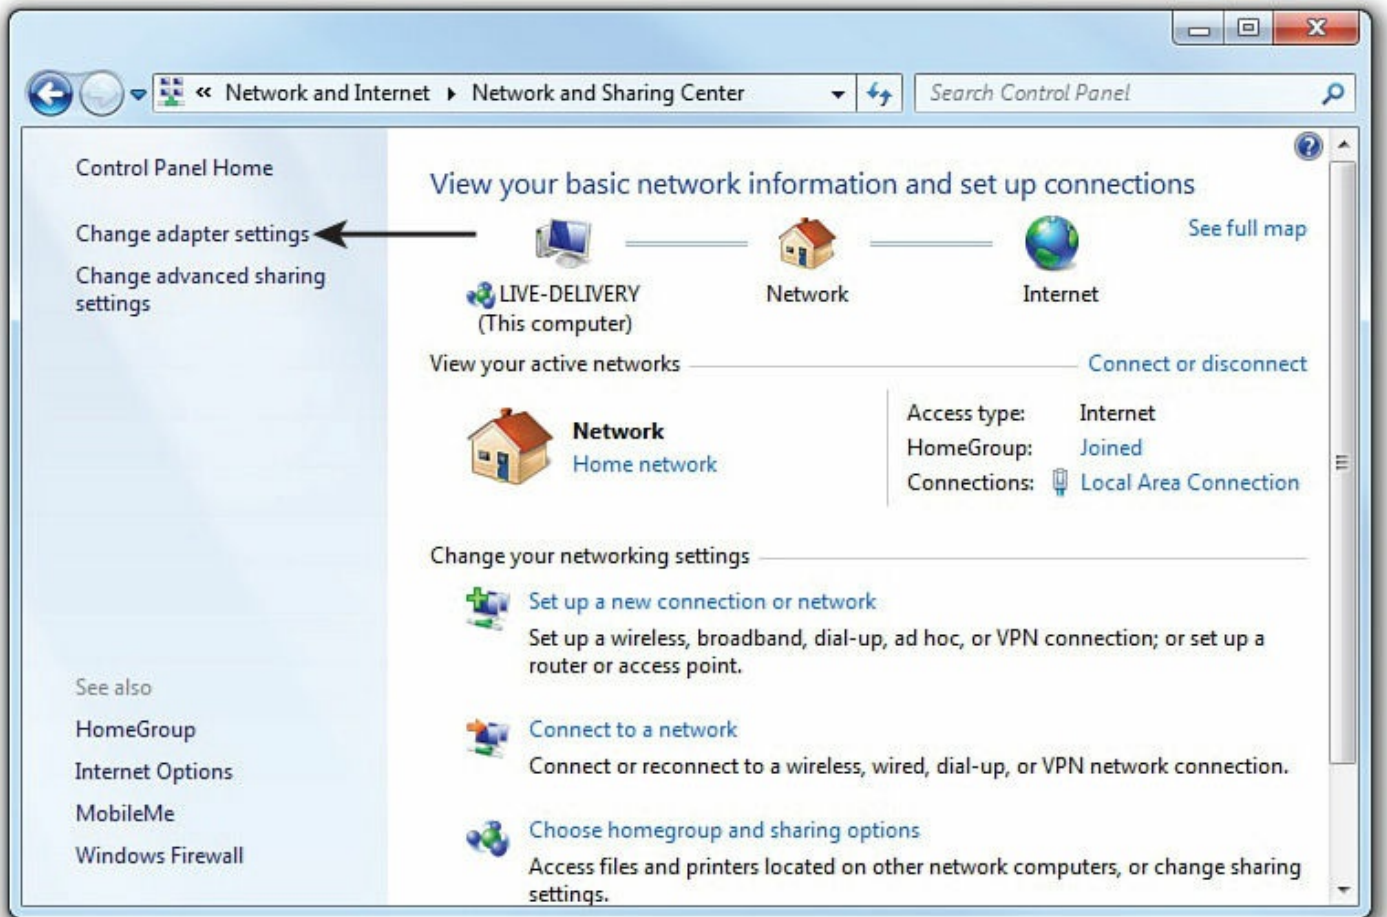 « Network and Internet ▸ Network and Sharing Center
Search Control Panel
Control Panel Home
Change adapter settings
Change advanced sharing
settings
See also
HomeGroup
Internet Options
MobileMe
Windows Firewall
View your basic network information and set up connections
See full map
LIVE-DELIVERY
(This computer)
Network
Internet
View your active networks
Connect or disconnect
Network
Home network
Access type: Internet
HomeGroup: Joined
Connections: Local Area Connection
Change your networking settings
Set up a new connection or network
Set up a wireless, broadband, dial-up, ad hoc, or VPN connection; or set up a
router or access point.
Connect to a network
Connect or reconnect to a wireless, wired, dial-up, or VPN network connection.
Choose homegroup and sharing options
Access files and printers located on other network computers, or change sharing
settings.